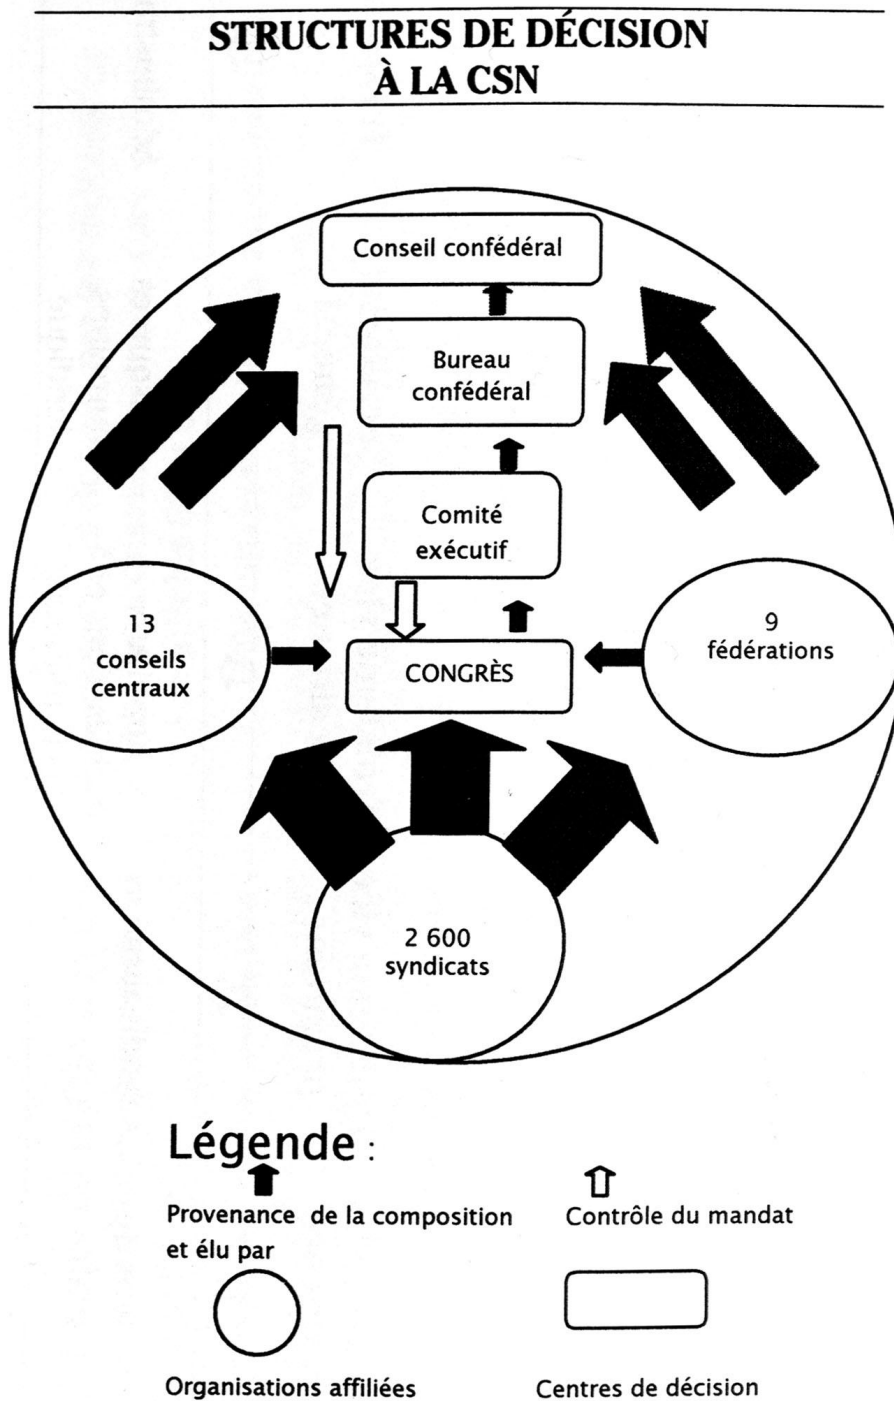 STRUCTURES DE DÉCISION
À LA CSN
Conseil confédéral
Bureau
confédéral
Comité
exécutif
13
conseils
centraux
CONGRÈS
9
fédérations
2 600
syndicats
Légende :
Provenance de la composition
et élu par
Contrôle du mandat
Organisations affiliées
Centres de décision